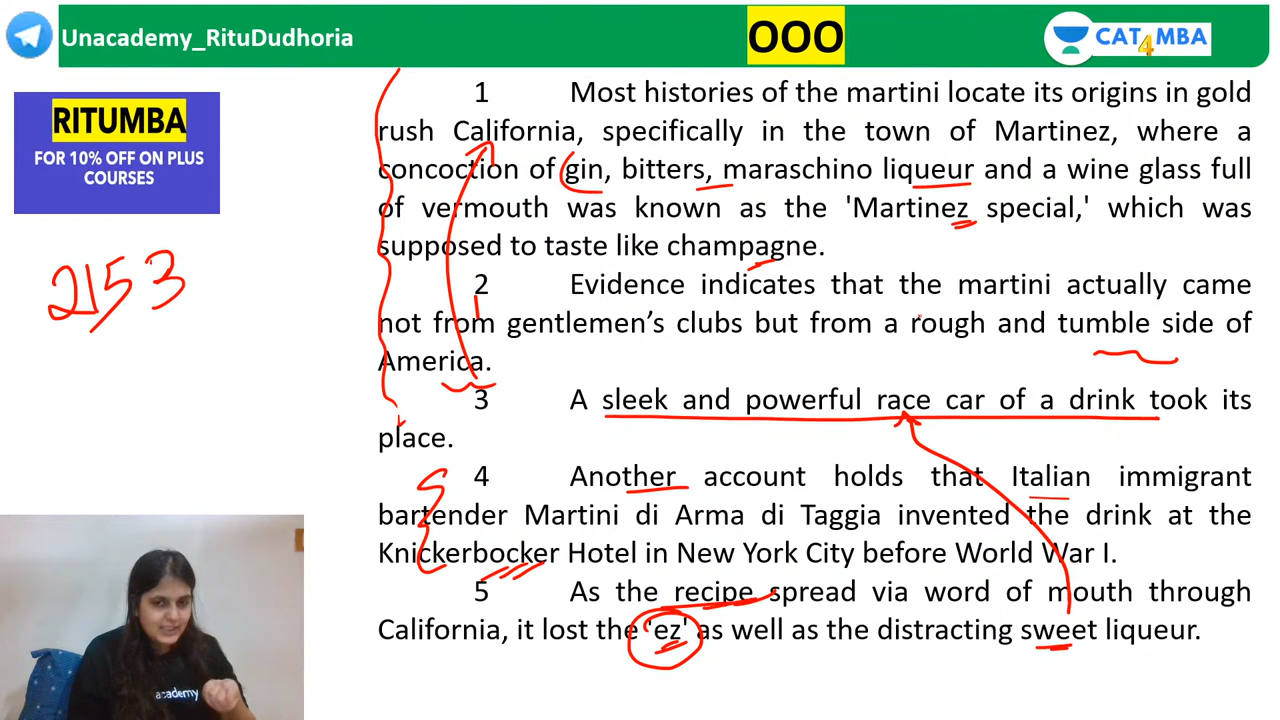 Unacademy_RituDudhoria
OOO
CAT4MBA
RITUMBA
FOR 10% OFF ON PLUS
COURSES
2153
1 Most histories of the martini locate its origins in gold
rush California, specifically in the town of Martinez, where a
concoction of gin, bitters, maraschino liqueur and a wine glass full
of vermouth was known as the 'Martinez special,' which was
supposed to taste like champagne.
2 Evidence indicates that the martini actually came
not from gentlemen’s clubs but from a rough and tumble side of
America.
3 A sleek and powerful race car of a drink took its
place.
4 Another account holds that Italian immigrant
bartender Martini di Arma di Taggia invented the drink at the
Knickerbocker Hotel in New York City before World War I.
5 As the recipe spread via word of mouth through
California, it lost the 'ez' as well as the distracting sweet liqueur.
academy